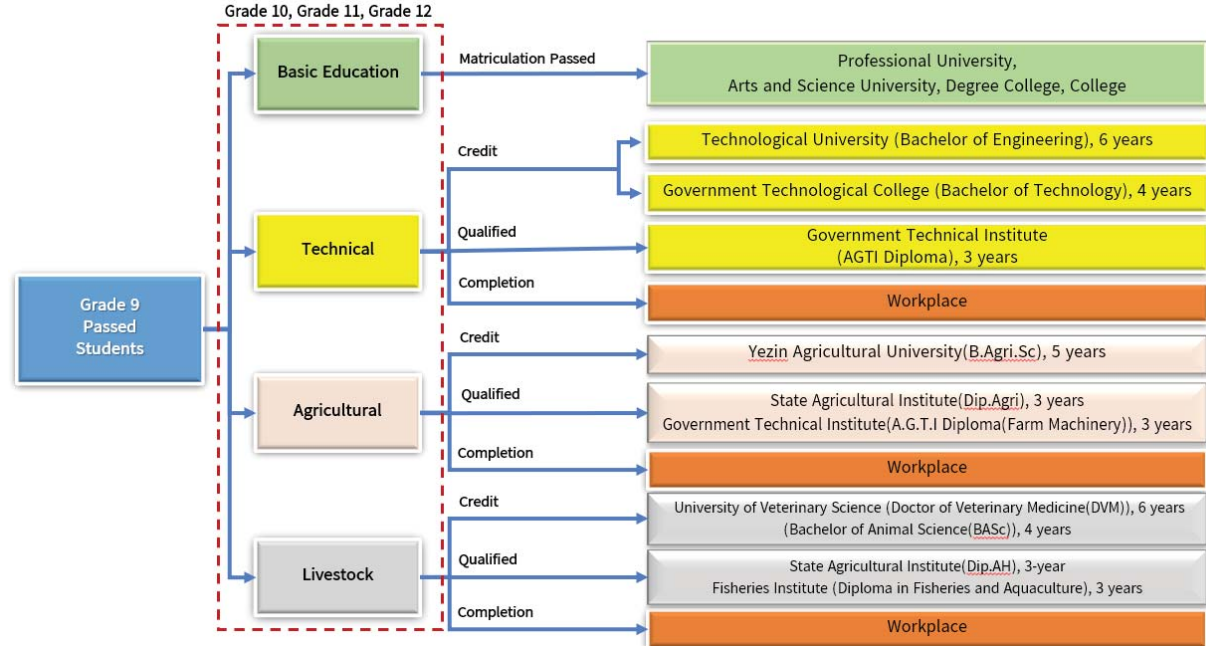 Grade 10, Grade 11, Grade 12
Grade 9
Passed
Students
Basic Education
Matriculation Passed
Professional University,
Arts and Science University, Degree College, College
Technical
Credit
Technological University (Bachelor of Engineering), 6 years
Government Technological College (Bachelor of Technology), 4 years
Qualified
Government Technical Institute
(AGTI Diploma), 3 years
Completion
Workplace
Agricultural
Credit
Yezin Agricultural University(B.Agri.Sc), 5 years
Qualified
State Agricultural Institute(Dip.Agri), 3 years
Government Technical Institute(A.G.T.I Diploma(Farm Machinery)), 3 years
Completion
Workplace
Livestock
Credit
University of Veterinary Science (Doctor of Veterinary Medicine(DVM)), 6 years
(Bachelor of Animal Science(BASc)), 4 years
Qualified
State Agricultural Institute(Dip.AH), 3-year
Fisheries Institute (Diploma in Fisheries and Aquaculture), 3 years
Completion
Workplace